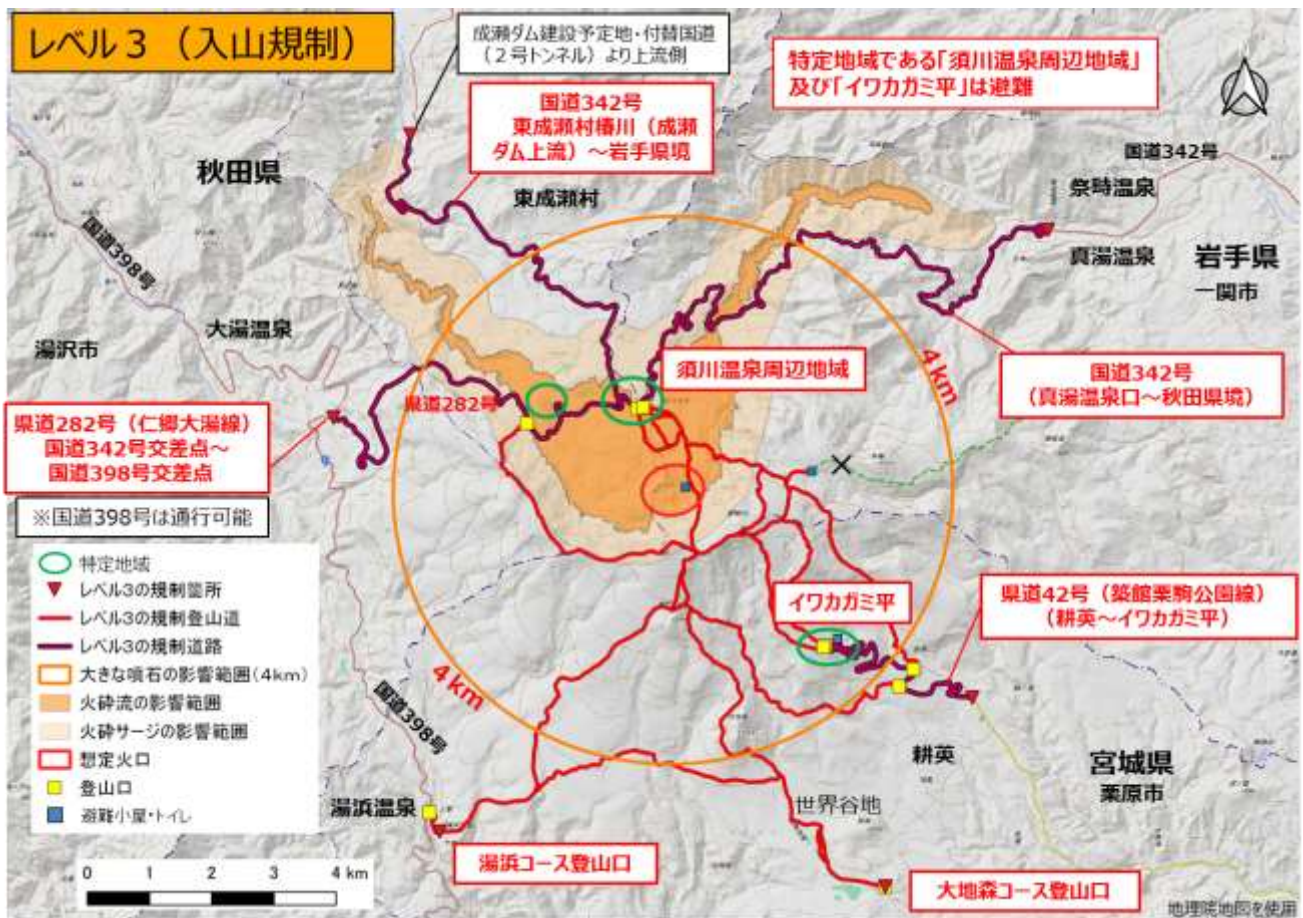 レベル3（入山規制）
成瀬ダム建設予定地・付替国道
（2号トンネル）より上流側
特定地域である「須川温泉周辺地域」
及び「イワカガミ平」は避難
国道342号
東成瀬村椿川（成瀬
ダム上流）～岩手県境
国道342号
秋田県
東成瀬村
祭畤温泉
国道398号
真湯温泉
岩手県
一関市
大湯温泉
湯沢市
須川温泉周辺地域
4km
国道342号
（真湯温泉口～秋田県境）
県道282号
県道282号（仁郷大湯線）
国道342号交差点～
国道398号交差点
※国道398号は通行可能
特定地域
レベル3の規制箇所
レベル3の規制登山道
レベル3の規制道路
大きな噴石の影響範囲（4km）
火砕流の影響範囲
火砕サージの影響範囲
想定火口
登山口
避難小屋・トイレ
イワカガミ平
県道42号（築館栗駒公園線）
（耕英～イワカガミ平）
4km
国道398号
耕英
宮城県
栗原市
湯浜温泉
世界谷地
湯浜コース登山口
大地森コース登山口
0 1 2 3 4 km
地理院地図を使用